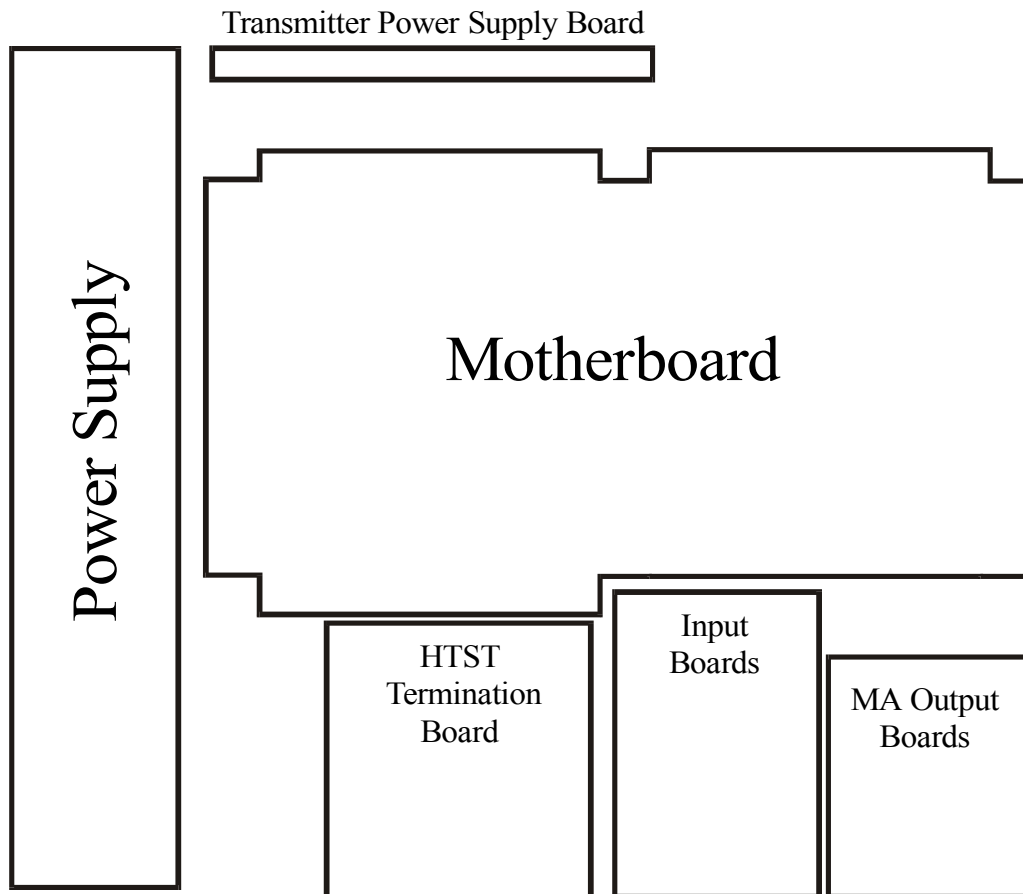 Transmitter Power Supply Board
Power Supply
Motherboard
HTST
Termination
Board
Input
Boards
MA Output
Boards